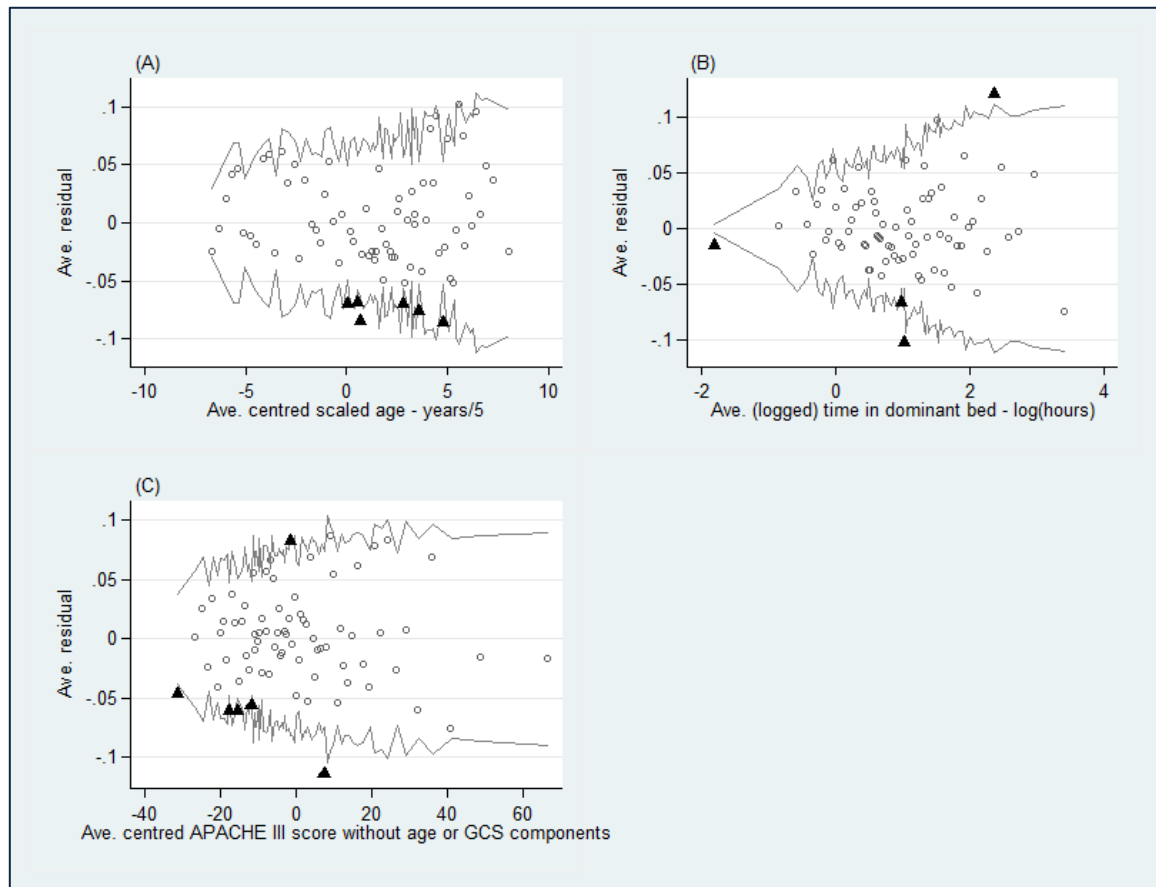 (A)
Ave. residual
.1
.05
0
-.05
-.1
-10 -5 0 5 10
Ave. centred scaled age - years/5
(B)
Ave. residual
.1
.05
0
-.05
-.1
-2 0 2 4
Ave. (logged) time in dominant bed - log(hours)
(C)
Ave. residual
.1
.05
0
-.05
-.1
-40 -20 0 20 40 60
Ave. centred APACHE III score without age or GCS components